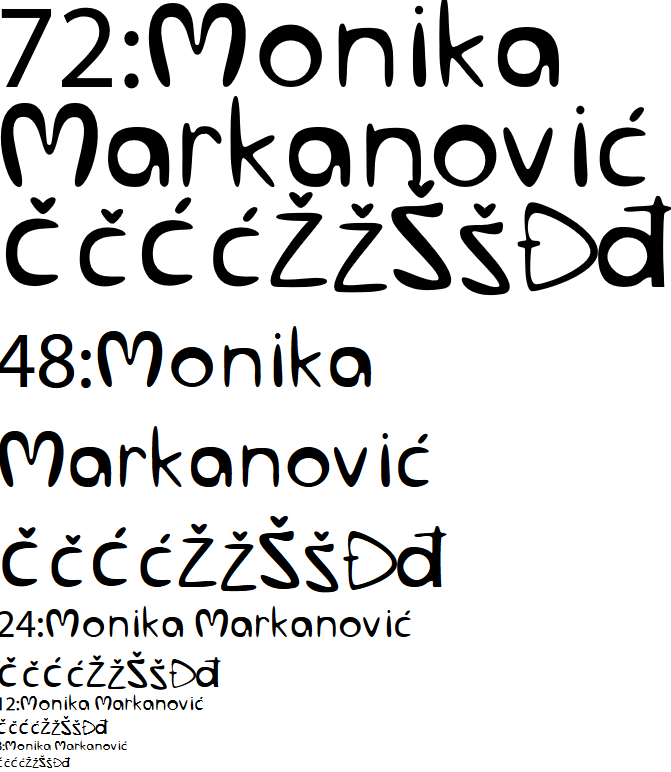 72:Monika
Markanović
ČčĆćŽžŠšĐđ
48:Monika
Markanović
ČčĆćŽžŠšĐđ
24:Monika Markanović
ČčĆćŽžŠšĐđ
12:Monika Markanović
ČčĆćŽžŠšĐđ
8:Monika Markanović
ČčĆćŽžŠšĐđ